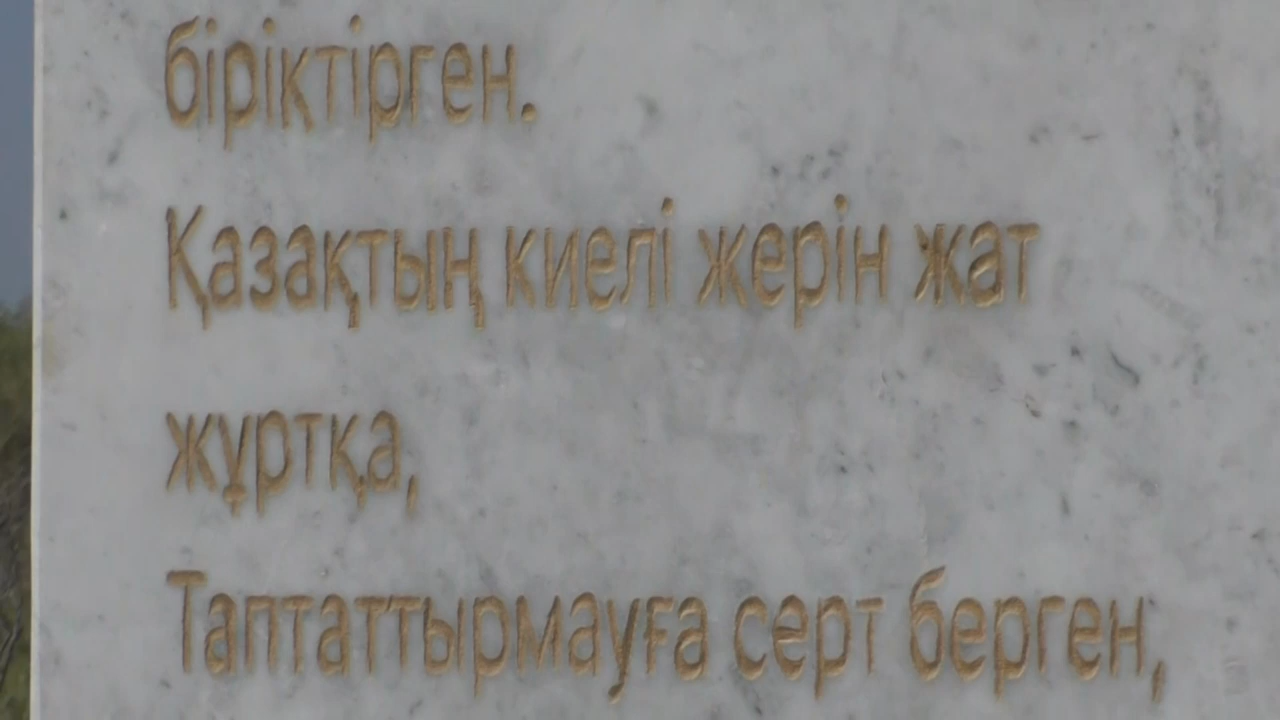 біріктірген.
Қазақтың киелі жерін жат
жұртқа,
Таптаттырмауға серт берген,